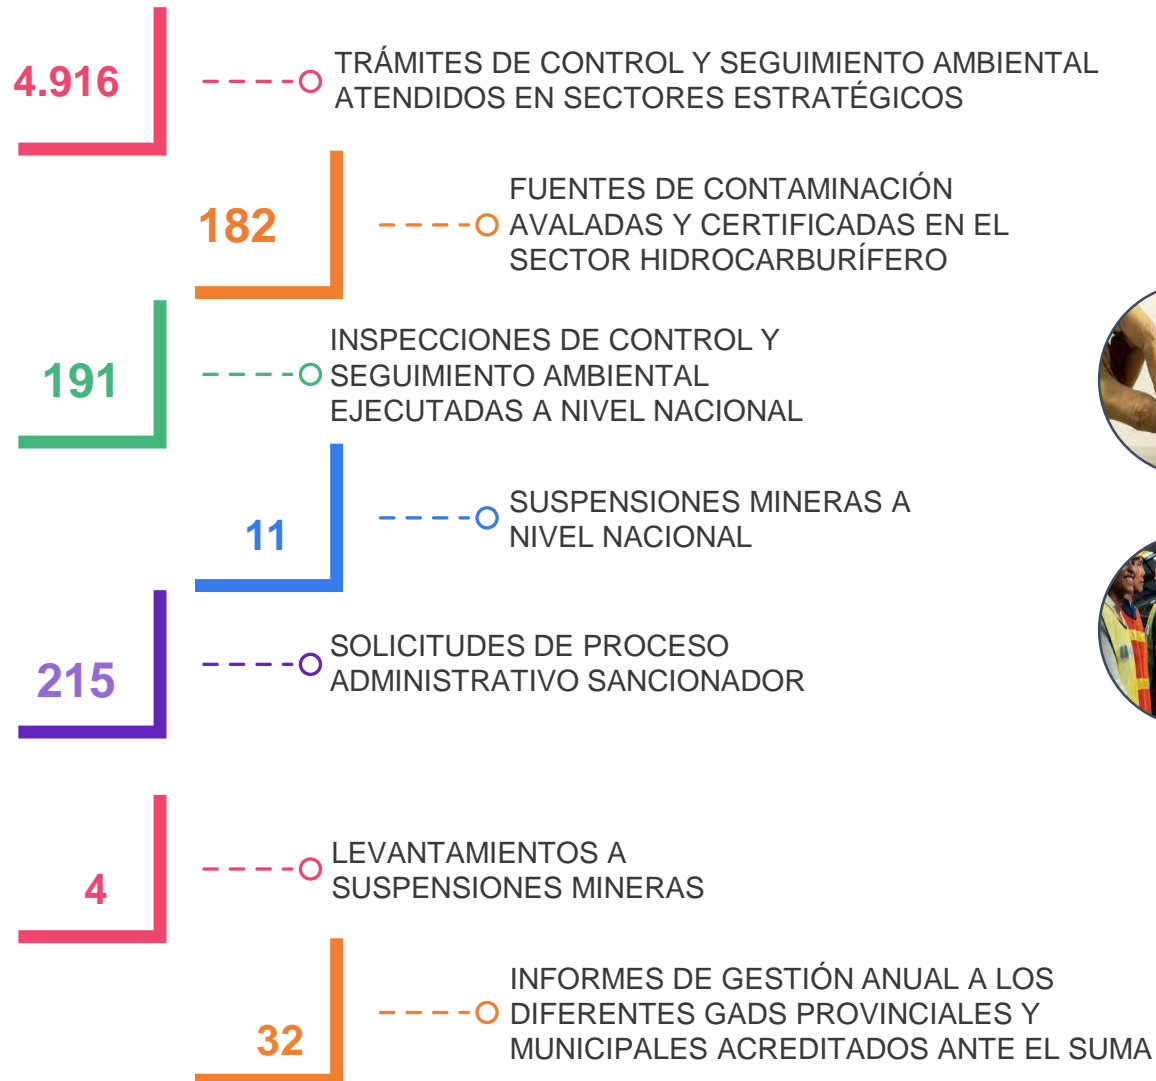 4.916
TRÁMITES DE CONTROL Y SEGUIMIENTO AMBIENTAL
ATENDIDOS EN SECTORES ESTRATÉGICOS
182
FUENTES DE CONTAMINACIÓN
AVALADAS Y CERTIFICADAS EN EL
SECTOR HIDROCARBURÍFERO
191
INSPECCIONES DE CONTROL Y
SEGUIMIENTO AMBIENTAL
EJECUTADAS A NIVEL NACIONAL
11
SUSPENSIONES MINERAS A
NIVEL NACIONAL
215
SOLICITUDES DE PROCESO
ADMINISTRATIVO SANCIONADOR
4
LEVANTAMIENTOS A
SUSPENSIONES MINERAS
32
INFORMES DE GESTIÓN ANUAL A LOS
DIFERENTES GADS PROVINCIALES Y
MUNICIPALES ACREDITADOS ANTE EL SUMA